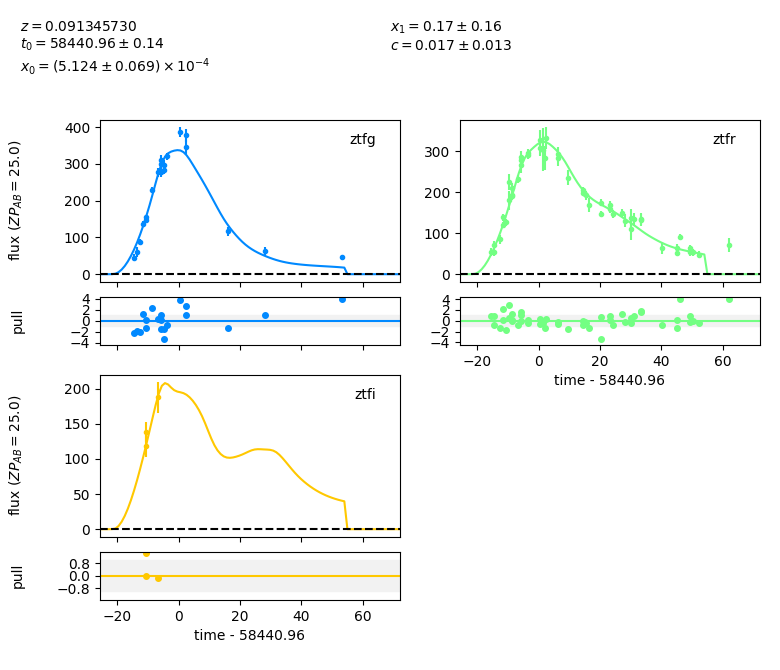 z = 0.091345730
t₀ = 58440.96 ± 0.14
x₀ = (5.124 ± 0.069) × 10⁻⁴
x₁ = 0.17 ± 0.16
c = 0.017 ± 0.013
flux (ZP_AB = 25.0)
400
300
200
100
0
ztfg
pull
4
2
0
−2
−4
300
200
100
0
ztfr
4
2
0
−2
−4
−20 0 20 40 60
time - 58440.96
flux (ZP_AB = 25.0)
200
150
100
50
0
ztfi
pull
0.8
0.0
−0.8
−20 0 20 40 60
time - 58440.96